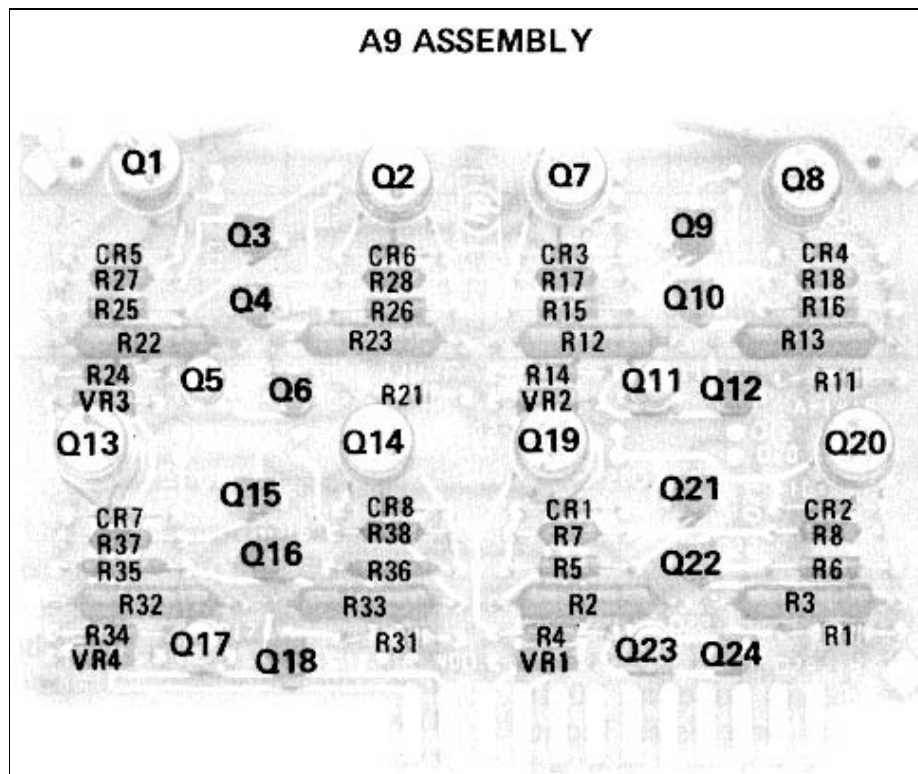 A9 ASSEMBLY
Q1 Q2 Q7 Q8
Q3 Q9
CR5 CR6 CR3 CR4
R27 R28 R17 R18
Q4 Q10
R25 R26 R15 R16
R22 R23 R12 R13
R24 Q5 Q6 R21 R14 Q11 Q12 R11
VR3 VR2
Q13 Q14 Q19 Q20
Q15 Q21
CR7 CR8 CR1 CR2
R37 R38 R7 R8
Q16 Q22
R35 R36 R5 R6
R32 R33 R2 R3
R34 Q17 R31 R4 Q23 Q24 R1
VR4 Q18 VR1